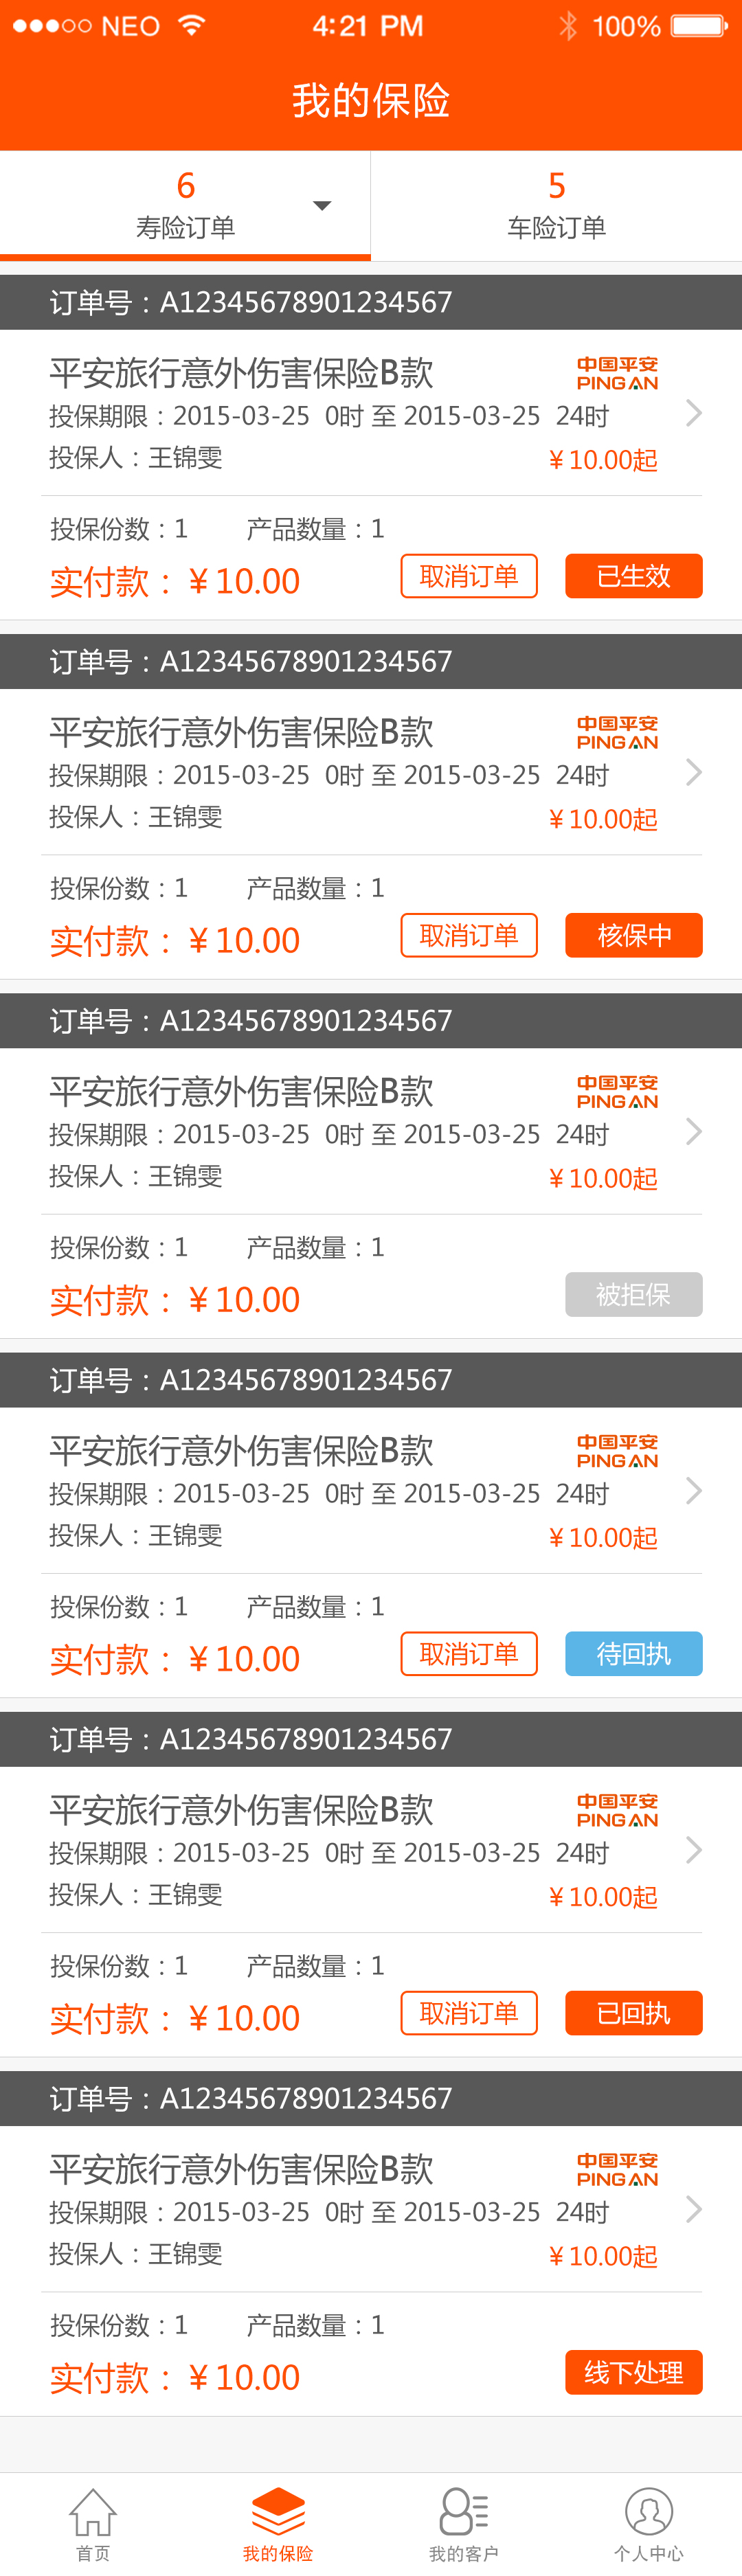 NEO 4:21 PM 100%
我的保险
6 5
寿险订单 车险订单
订单号：A12345678901234567
平安旅行意外伤害保险B款 中国平安
PING AN
投保期限：2015-03-25 0时 至 2015-03-25 24时
投保人：王锦雯 ¥10.00起
投保份数：1 产品数量：1
实付款：¥10.00 取消订单 已生效
订单号：A12345678901234567
平安旅行意外伤害保险B款 中国平安
PING AN
投保期限：2015-03-25 0时 至 2015-03-25 24时
投保人：王锦雯 ¥10.00起
投保份数：1 产品数量：1
实付款：¥10.00 取消订单 核保中
订单号：A12345678901234567
平安旅行意外伤害保险B款 中国平安
PING AN
投保期限：2015-03-25 0时 至 2015-03-25 24时
投保人：王锦雯 ¥10.00起
投保份数：1 产品数量：1
实付款：¥10.00 被拒保
订单号：A12345678901234567
平安旅行意外伤害保险B款 中国平安
PING AN
投保期限：2015-03-25 0时 至 2015-03-25 24时
投保人：王锦雯 ¥10.00起
投保份数：1 产品数量：1
实付款：¥10.00 取消订单 待回执
订单号：A12345678901234567
平安旅行意外伤害保险B款 中国平安
PING AN
投保期限：2015-03-25 0时 至 2015-03-25 24时
投保人：王锦雯 ¥10.00起
投保份数：1 产品数量：1
实付款：¥10.00 取消订单 已回执
订单号：A12345678901234567
平安旅行意外伤害保险B款 中国平安
PING AN
投保期限：2015-03-25 0时 至 2015-03-25 24时
投保人：王锦雯 ¥10.00起
投保份数：1 产品数量：1
实付款：¥10.00 线下处理
首页 我的保险 我的客户 个人中心